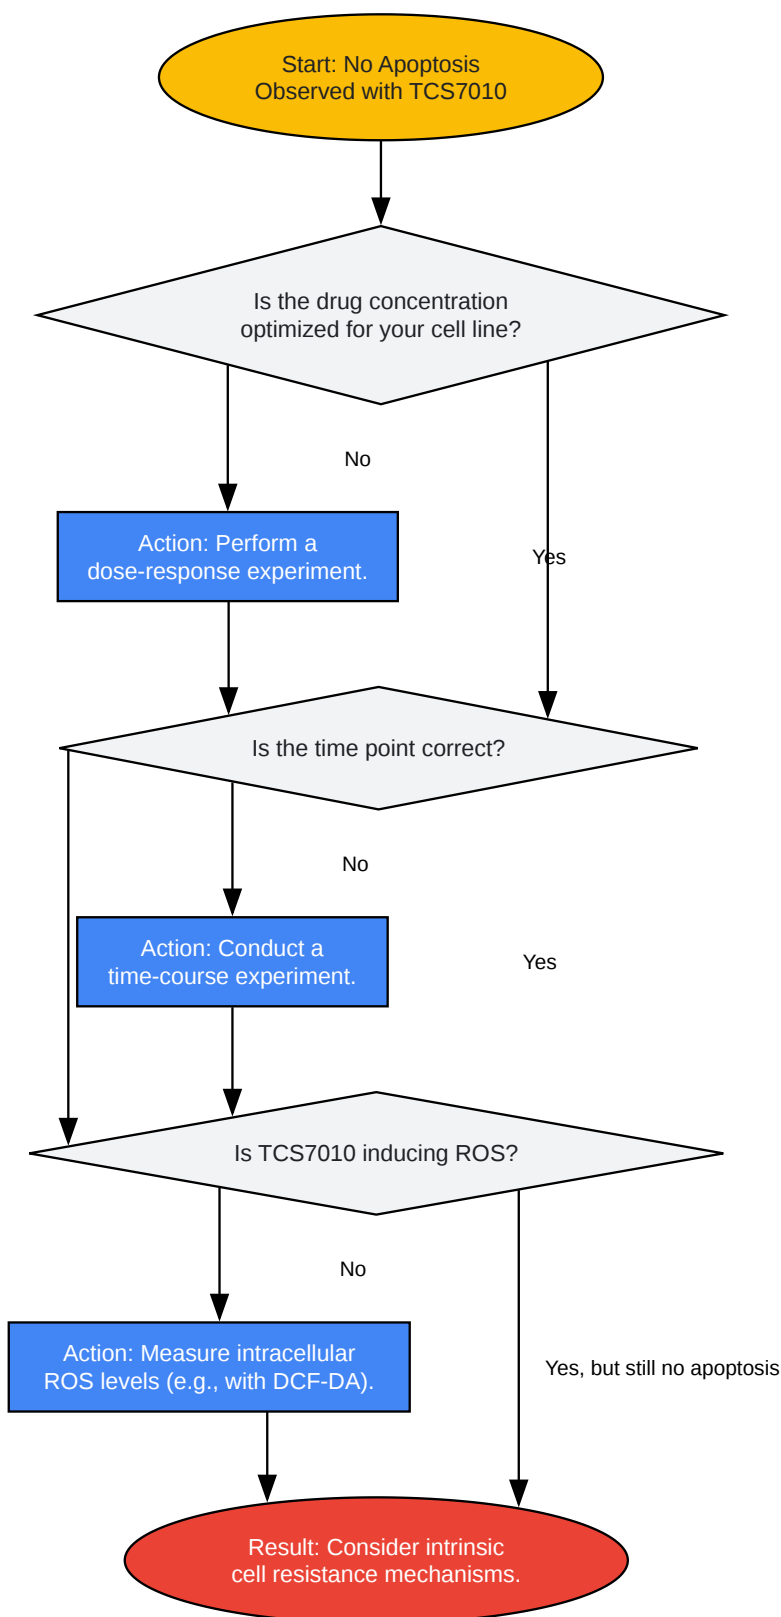 Start: No Apoptosis
Observed with TCS7010
Is the drug concentration
optimized for your cell line?
No
Action: Perform a
dose-response experiment.
Yes
Is the time point correct?
No
Action: Conduct a
time-course experiment.
Yes
Is TCS7010 inducing ROS?
No
Action: Measure intracellular
ROS levels (e.g., with DCF-DA).
Yes, but still no apoptosis
Result: Consider intrinsic
cell resistance mechanisms.